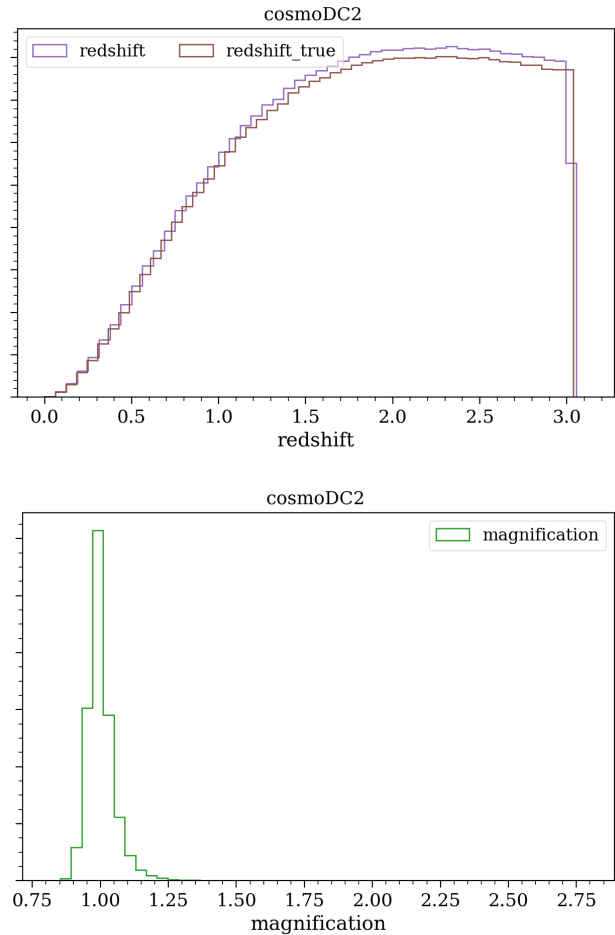 cosmoDC2
redshift redshift_true
0.0 0.5 1.0 1.5 2.0 2.5 3.0
redshift
cosmoDC2
magnification
0.75 1.00 1.25 1.50 1.75 2.00 2.25 2.50 2.75
magnification